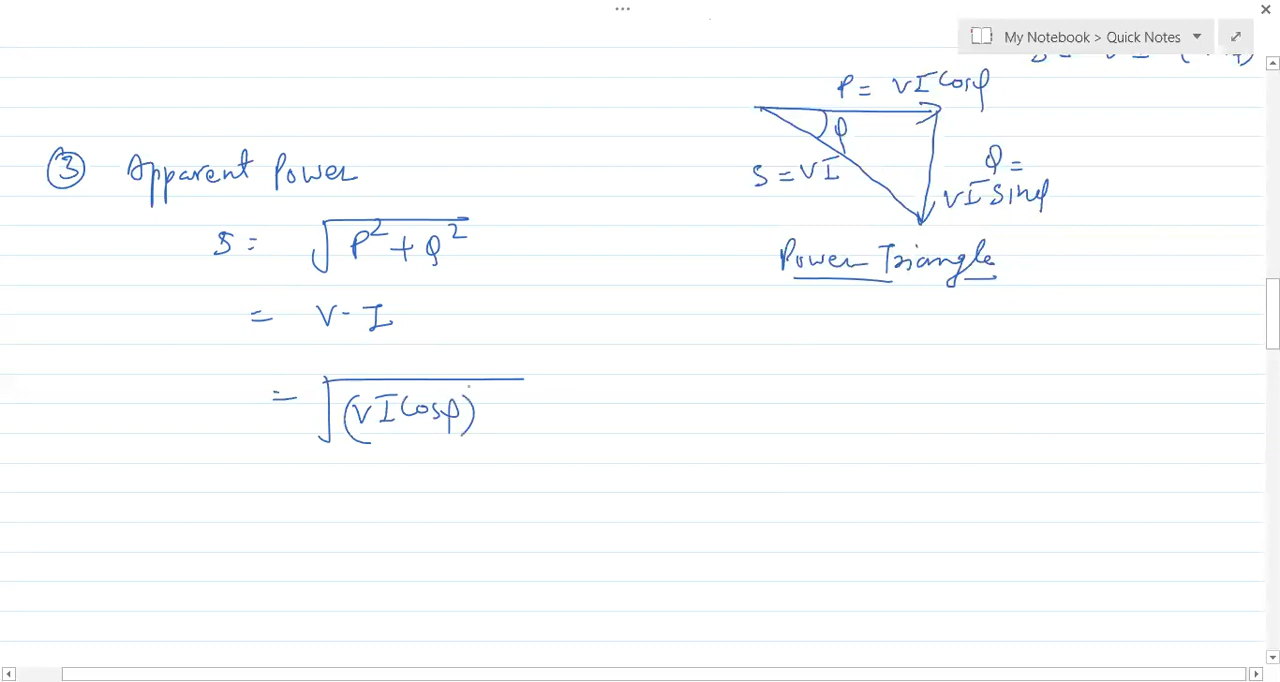 My Notebook > Quick Notes
P = VI Cosφ
φ
③ Apparent Power
S = VI
Q =
VI Sinφ
S = √(P² + Q²)
Power Triangle
= V · I
= √(VI Cosφ)